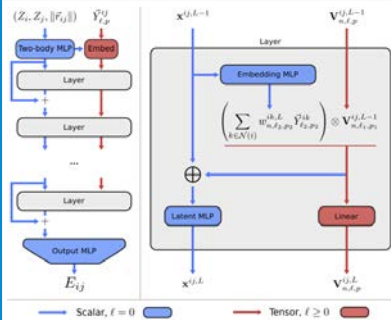 (Z_i, Z_j, ‖r⃗_ij‖) Y⃗^ij_ℓ,p
Two-body MLP
Embed
Layer
+
Layer
...
Layer
+
Output MLP
E_ij
x^ij,L−1
V^ij,L−1_n,ℓ,p
Layer
Embedding MLP
(∑_k∈N(i) w^ik,L_n,ℓ₂,p₂ Y⃗^ik_ℓ₂,p₂) ⊗ V^ij,L−1_n,ℓ₁,p₁
⊕
Latent MLP
Linear
x^ij,L
V^ij,L_n,ℓ,p
Scalar, ℓ = 0
Tensor, ℓ ≥ 0